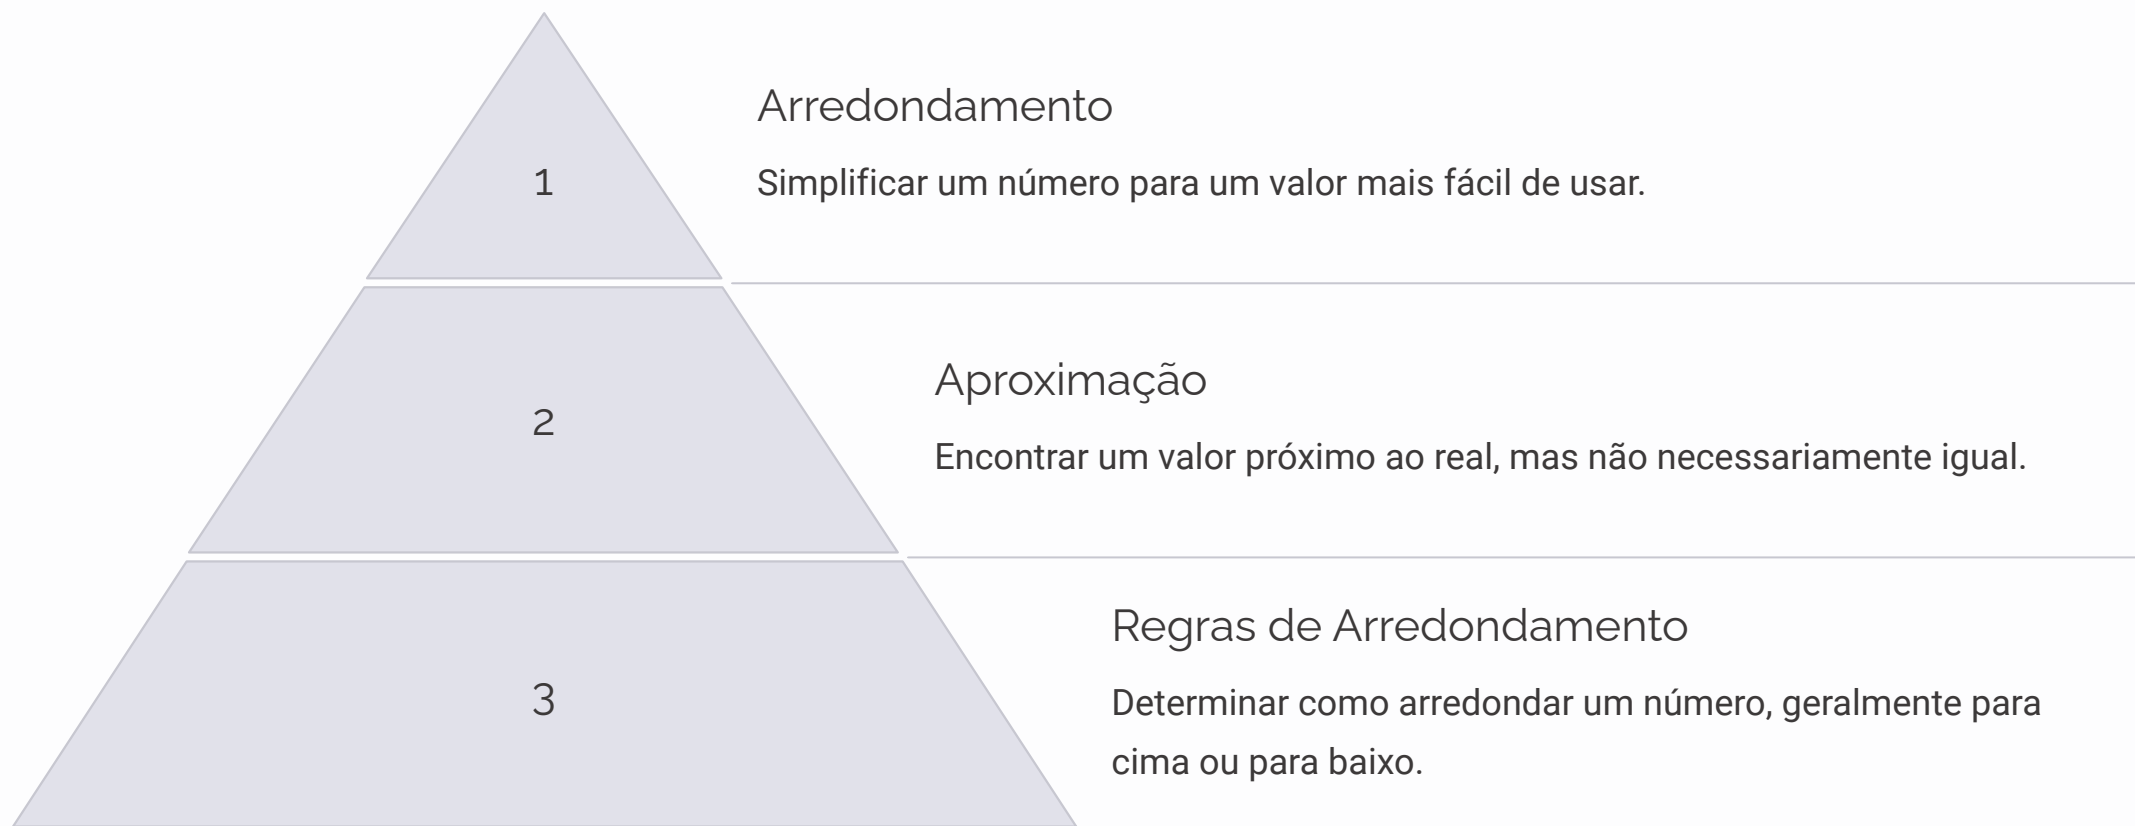 1
Arredondamento
Simplificar um número para um valor mais fácil de usar.
2
Aproximação
Encontrar um valor próximo ao real, mas não necessariamente igual.
3
Regras de Arredondamento
Determinar como arredondar um número, geralmente para
cima ou para baixo.